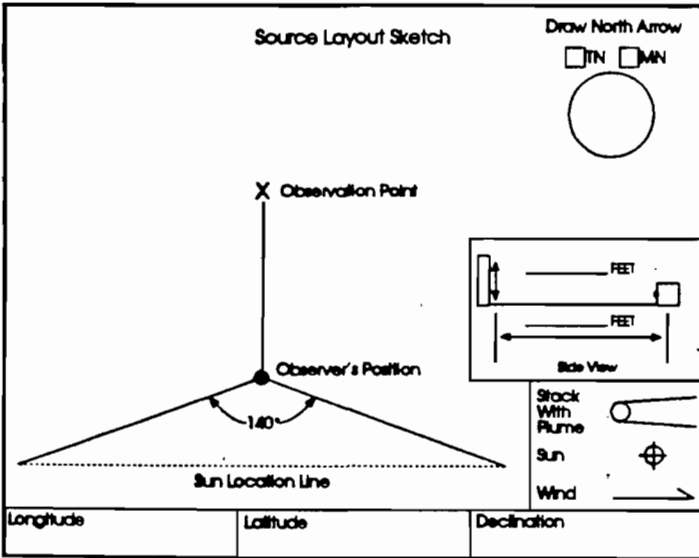 Source Layout Sketch
Draw North Arrow
TN MN
X Observation Point
FEET
FEET
Side View
Observer's Position
140°
Sun Location Line
Stack
With
Plume
Sun
Wind
Longitude
Latitude
Declination